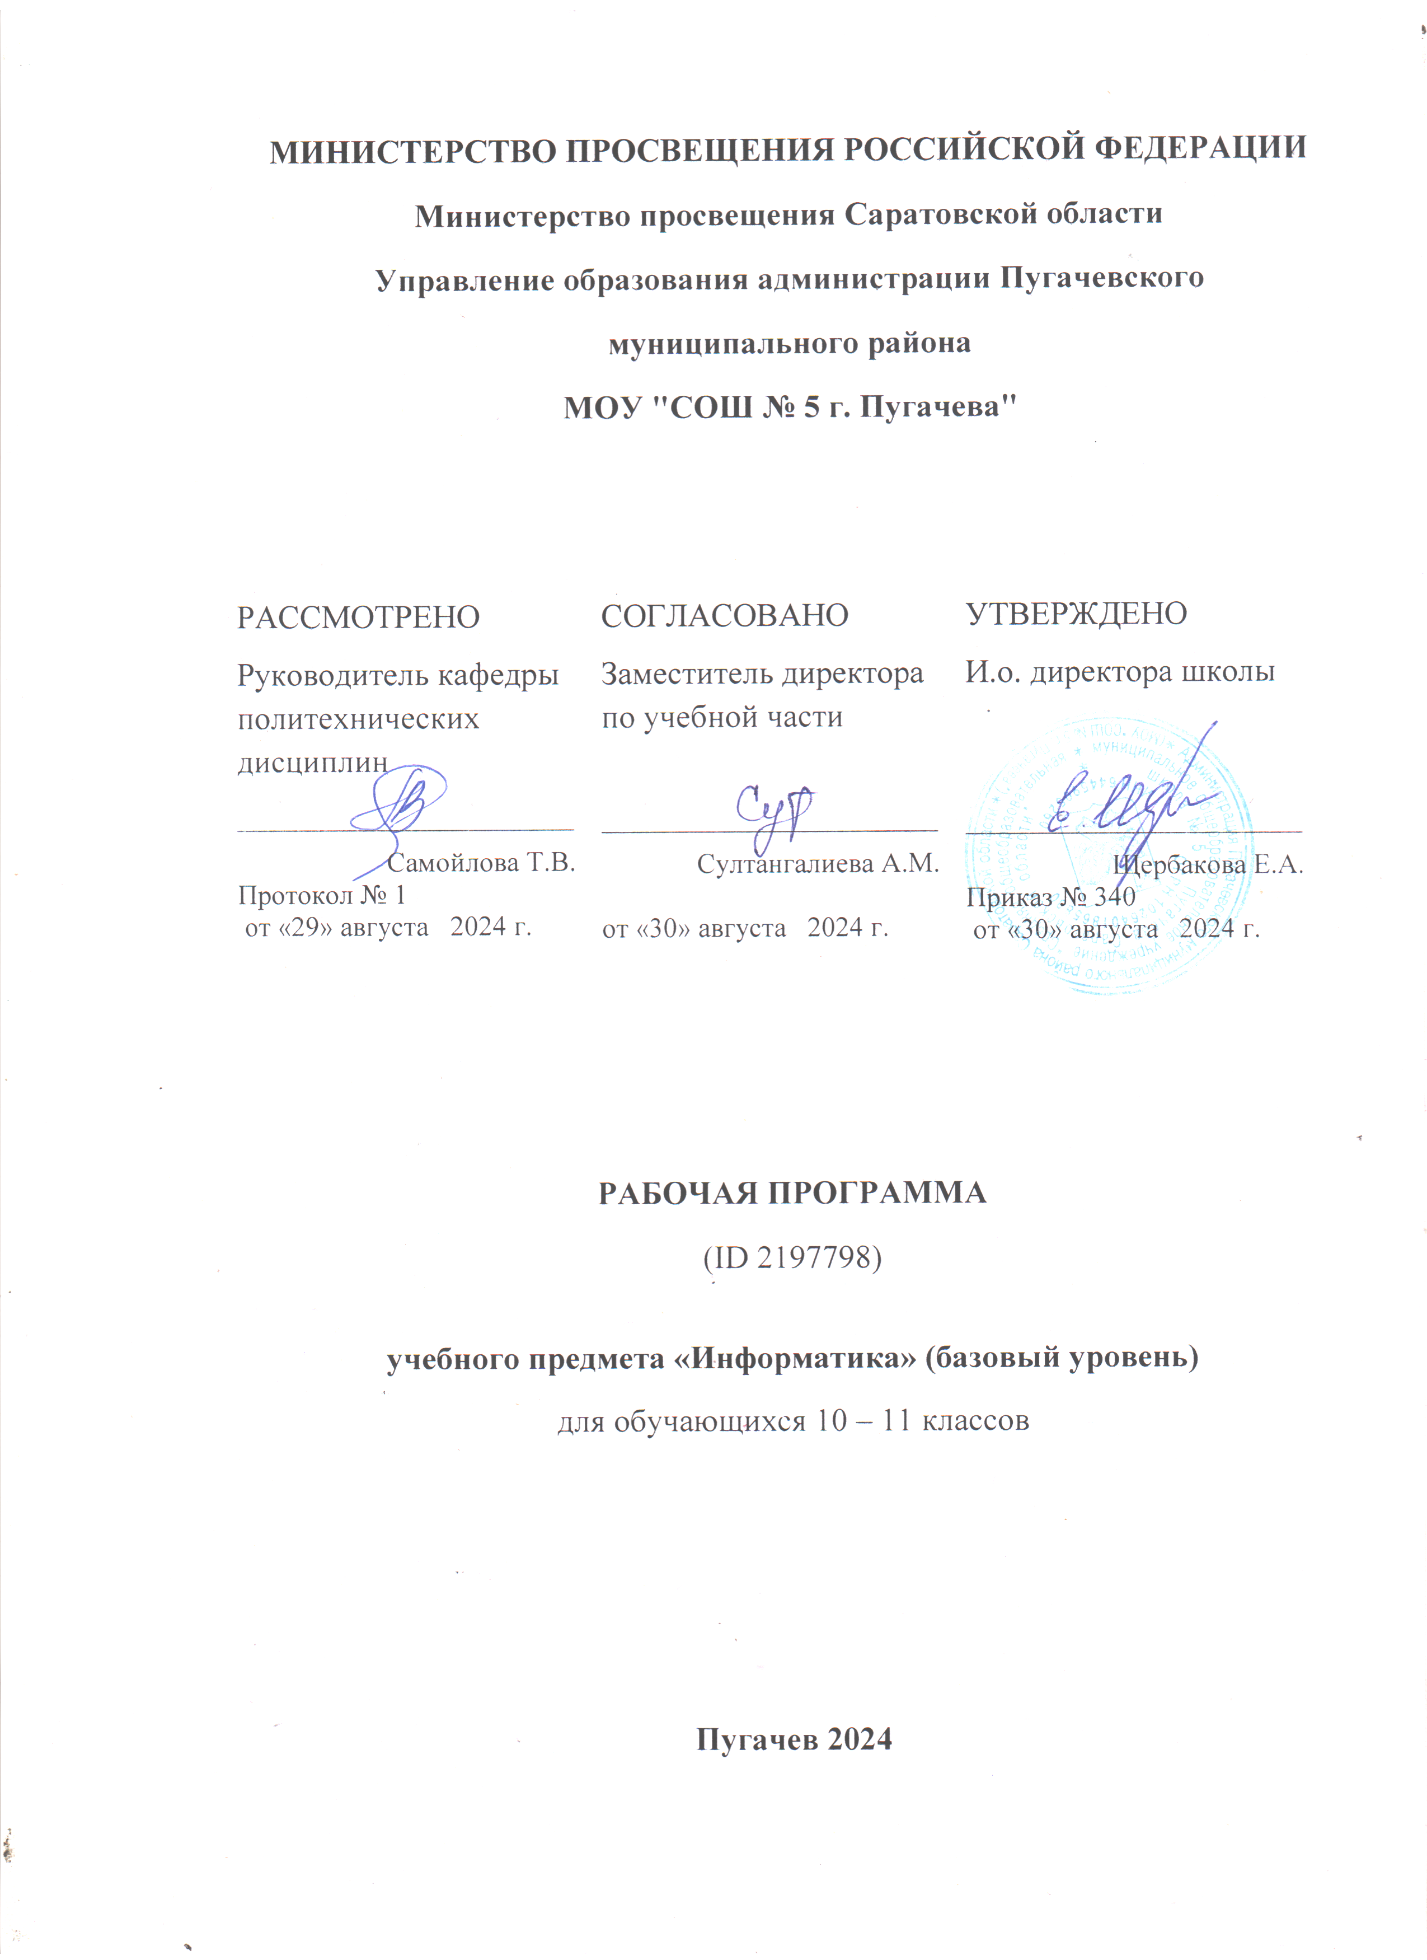 МИНИСТЕРСТВО ПРОСВЕЩЕНИЯ РОССИЙСКОЙ ФЕДЕРАЦИИ
Министерство просвещения Саратовской области
Управление образования администрации Пугачевского
муниципального района
МОУ "СОШ № 5 г. Пугачева"
РАССМОТРЕНО
Руководитель кафедры
политехнических
дисциплин
Самойлова Т.В.
Протокол № 1
от «29» августа 2024 г.
СОГЛАСОВАНО
Заместитель директора
по учебной части
Султангалиева А.М.
от «30» августа 2024 г.
УТВЕРЖДЕНО
И.о. директора школы
Щербакова Е.А.
Приказ № 340
от «30» августа 2024 г.
РАБОЧАЯ ПРОГРАММА
(ID 2197798)
учебного предмета «Информатика» (базовый уровень)
для обучающихся 10 – 11 классов
Пугачев 2024